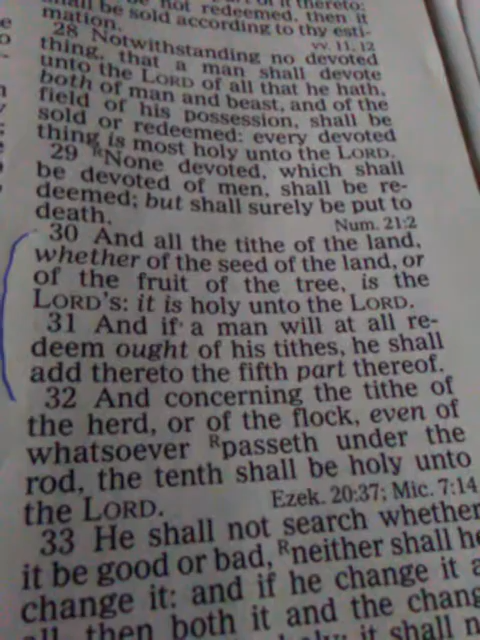 be not redeemed, then it
shall be sold according to thy esti-
mation. vv. 11, 12
28 Notwithstanding no devoted
thing, that a man shall devote
unto the LORD of all that he hath,
both of man and beast, and of the
field of his possession, shall be
sold or redeemed: every devoted
thing is most holy unto the LORD.
29 RNone devoted, which shall
be devoted of men, shall be re-
deemed; but shall surely be put to
death. Num. 21:2
30 And all the tithe of the land,
whether of the seed of the land, or
of the fruit of the tree, is the
LORD'S: it is holy unto the LORD.
31 And if a man will at all re-
deem ought of his tithes, he shall
add thereto the fifth part thereof.
32 And concerning the tithe of
the herd, or of the flock, even of
whatsoever Rpasseth under the
rod, the tenth shall be holy unto
the LORD. Ezek. 20:37; Mic. 7:14
33 He shall not search whether
it be good or bad, Rneither shall he
change it: and if he change it a
then both it and the chang
it shall n